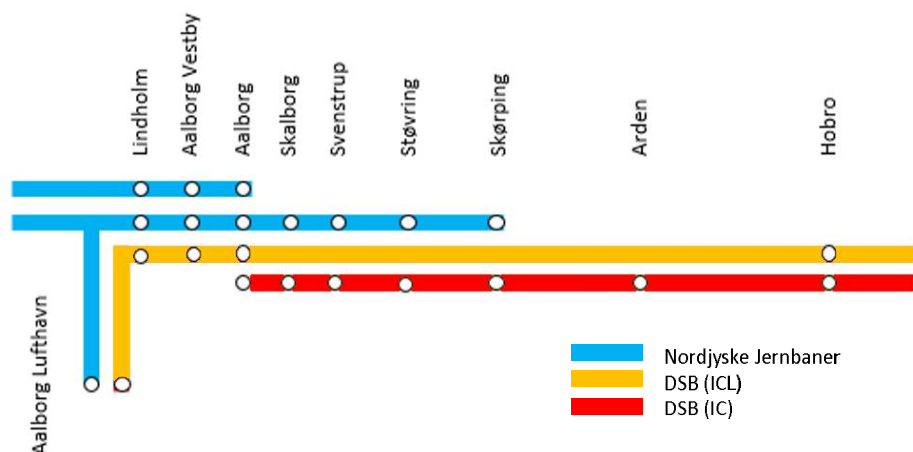 Lindholm
Aalborg Vestby
Aalborg
Skalborg
Svenstrup
Støvring
Skørping
Arden
Hobro
Aalborg Lufthavn
Nordjyske Jernbaner
DSB (ICL)
DSB (IC)